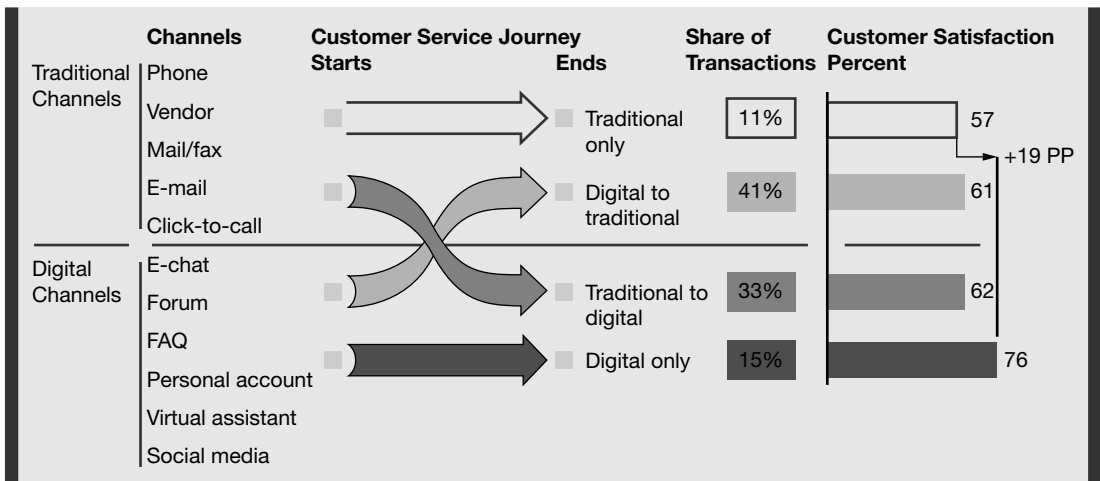 Channels
Customer Service Journey
Starts
Ends
Share of
Transactions
Customer Satisfaction
Percent
Traditional
Channels
Phone
Vendor
Mail/fax
E-mail
Click-to-call
Traditional
only
11%
57
+19 PP
Digital to
traditional
41%
61
Digital
Channels
E-chat
Forum
FAQ
Personal account
Virtual assistant
Social media
Traditional to
digital
33%
62
Digital only
15%
76